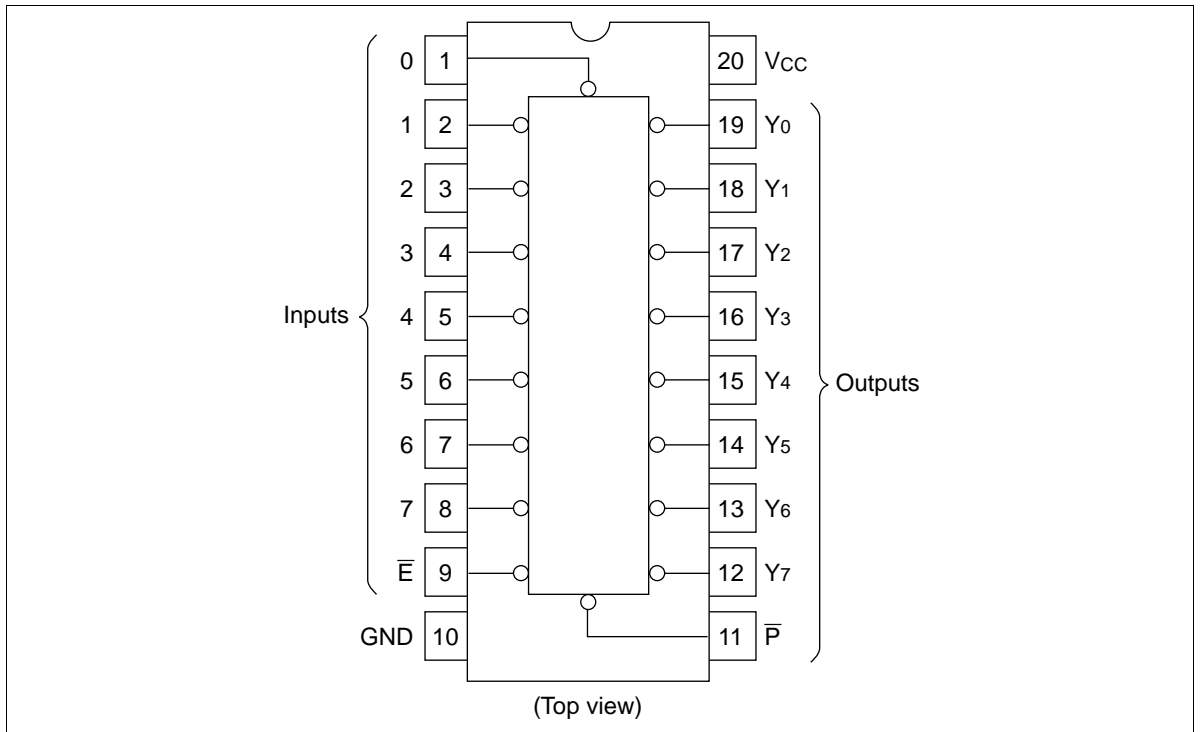 0 1 20 VCC
1 2 19 Y0
2 3 18 Y1
3 4 17 Y2
Inputs 4 5 16 Y3
5 6 15 Y4 Outputs
6 7 14 Y5
7 8 13 Y6
E̅ 9 12 Y7
GND 10 11 P̅
(Top view)